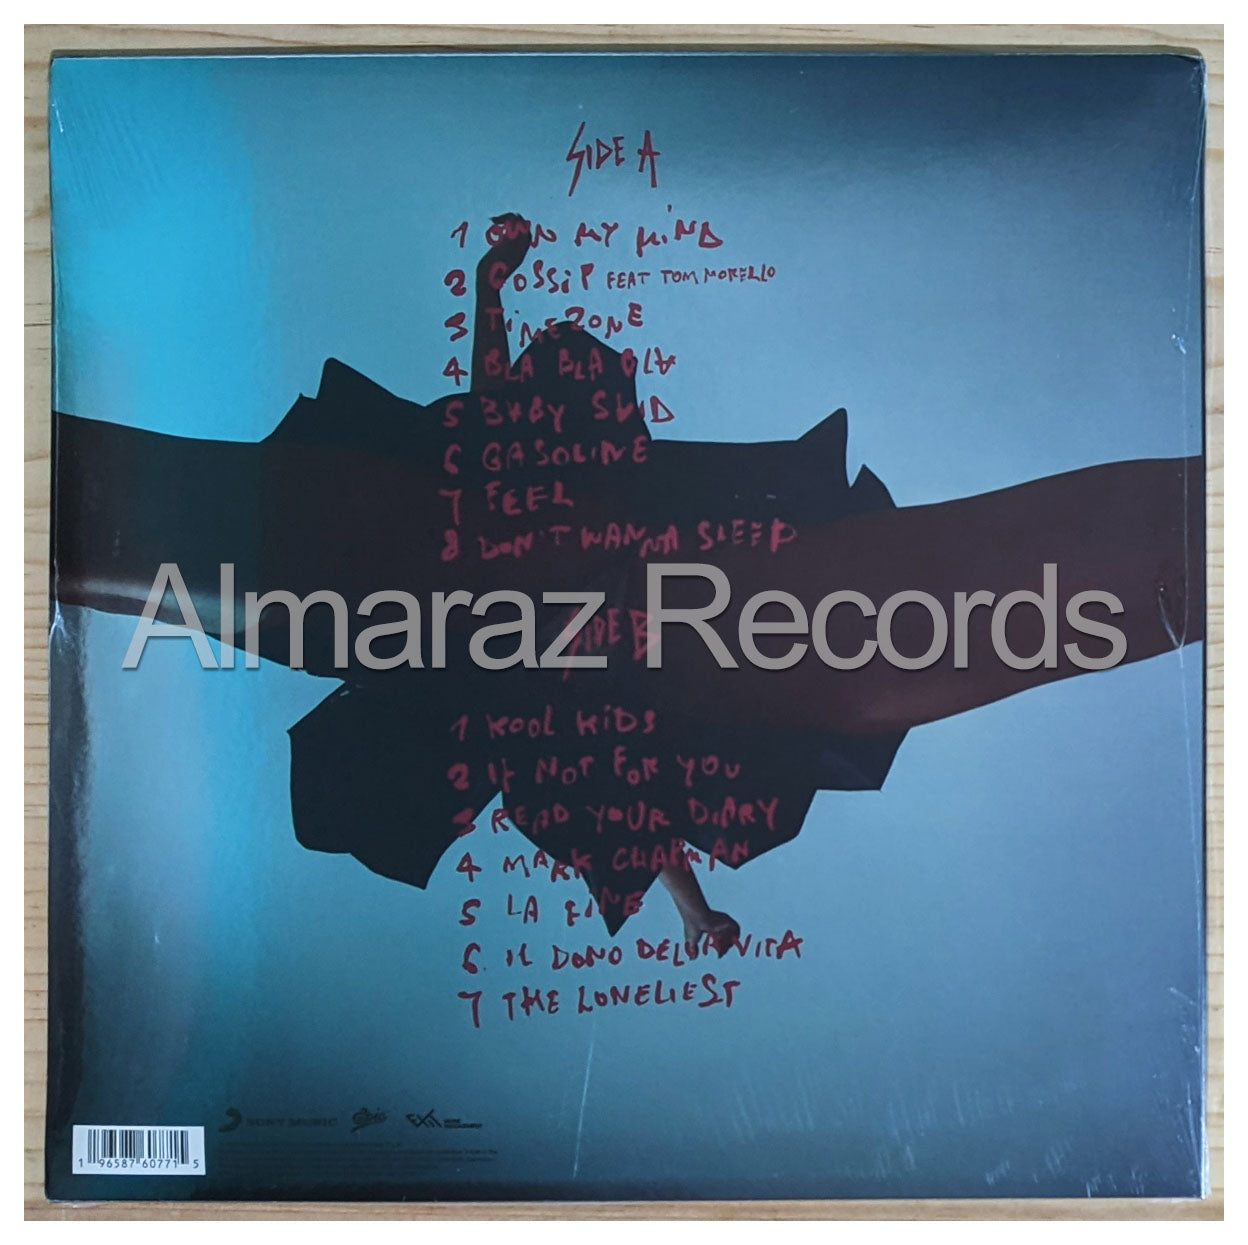 SIDE A
1 OWN MY MIND
2 GOSSiP FEAT TOM MORELLO
3 TiMEZONE
4 BLA BLA BLA
5 BABY SAID
6 GASOLINE
7 FEEL
8 DON'T WANNA SLEEP
Almaraz Records
SIDE B
1 KOOL KiDS
2 If NOT FOR YOU
3 READ YOUR DIARY
4 MARK CHAPMAN
5 LA FINE
6. IL DONO DELLA VITA
7 THE LONELIEST
SONY MUSIC epic
1 96587 60771 5